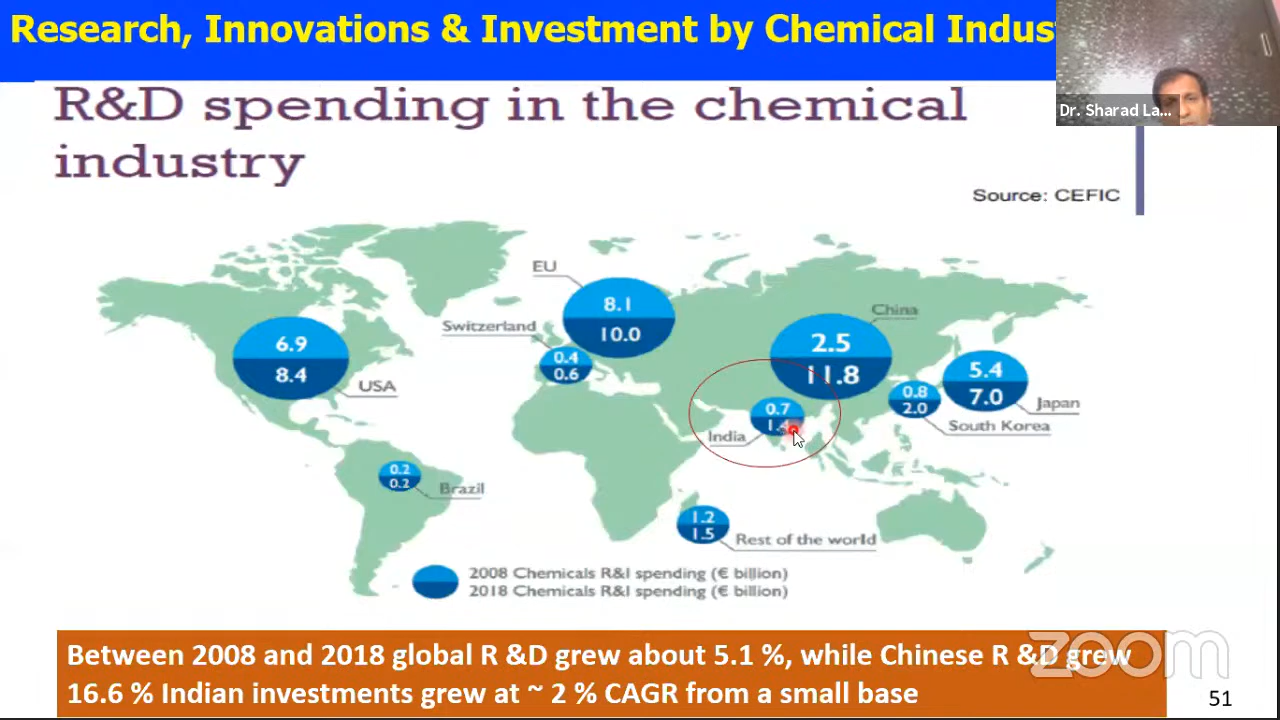 Research, Innovations & Investment by Chemical Indus
Dr. Sharad La...
R&D spending in the chemical
industry
Source: CEFIC
EU
8.1
10.0
China
Switzerland
0.4
0.6
6.9
8.4
USA
2.5
11.8
5.4
7.0
Japan
0.8
2.0
South Korea
0.7
India
0.2
0.2
Brazil
1.2
1.5
Rest of the world
2008 Chemicals R&I spending (€ billion)
2018 Chemicals R&I spending (€ billion)
Between 2008 and 2018 global R &D grew about 5.1 %, while Chinese R &D grew
16.6 % Indian investments grew at ~ 2 % CAGR from a small base
zoom
51